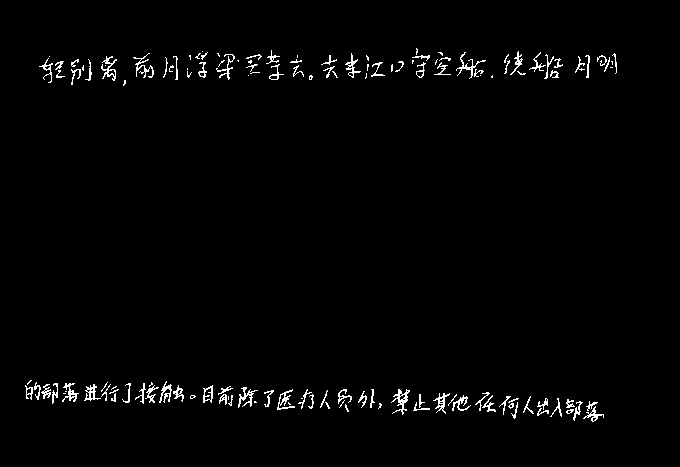 轻别离,前月浮梁买茶去。去来江口守空船,绕船月明
的部落进行了接触。目前除了医疗人员外,禁止其他任何人出入部落